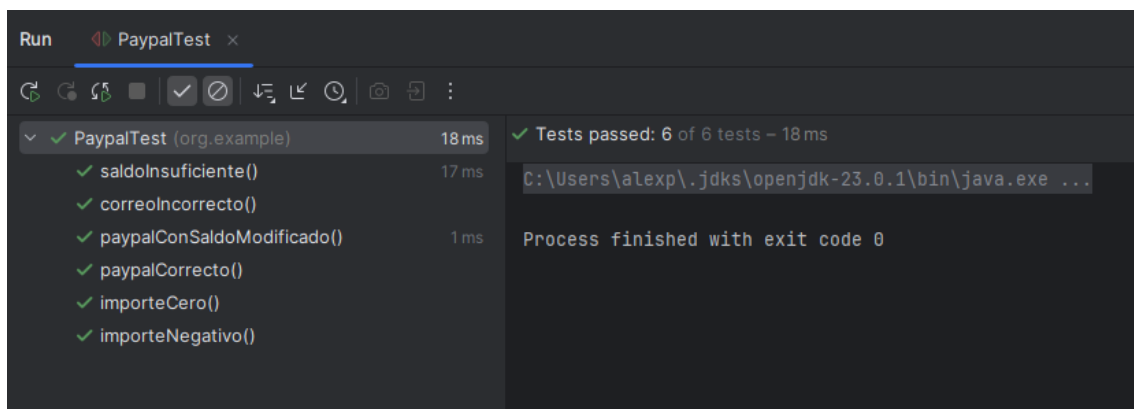 Run PaypalTest ×
PaypalTest (org.example) 18 ms
saldoInsuficiente() 17 ms
correoIncorrecto()
paypalConSaldoModificado() 1 ms
paypalCorrecto()
importeCero()
importeNegativo()
Tests passed: 6 of 6 tests – 18 ms
C:\Users\alexp\.jdks\openjdk-23.0.1\bin\java.exe ...
Process finished with exit code 0